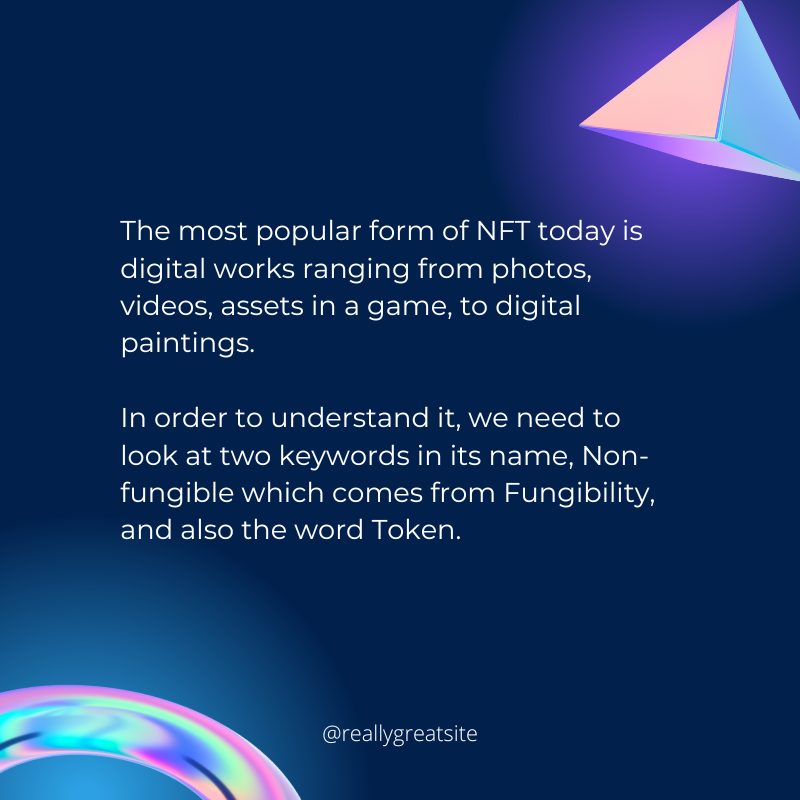 The most popular form of NFT today is
digital works ranging from photos,
videos, assets in a game, to digital
paintings.
In order to understand it, we need to
look at two keywords in its name, Non-
fungible which comes from Fungibility,
and also the word Token.
@reallygreatsite